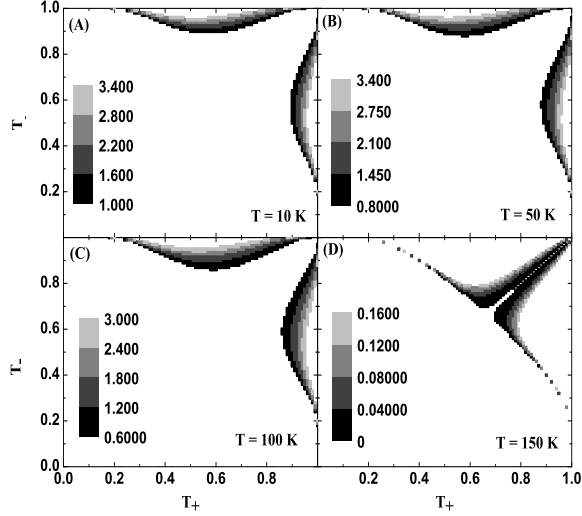 1.0
0.8
0.6
0.4
0.2
T-
(A)
3.400
2.800
2.200
1.600
1.000
T = 10 K
(B)
3.400
2.750
2.100
1.450
0.8000
T = 50 K
0.8
0.6
0.4
0.2
0.0
T-
(C)
3.000
2.400
1.800
1.200
0.6000
T = 100 K
(D)
0.1600
0.1200
0.08000
0.04000
0
T = 150 K
0.0 0.2 0.4 0.6 0.8
0.2 0.4 0.6 0.8 1.0
T+
T+